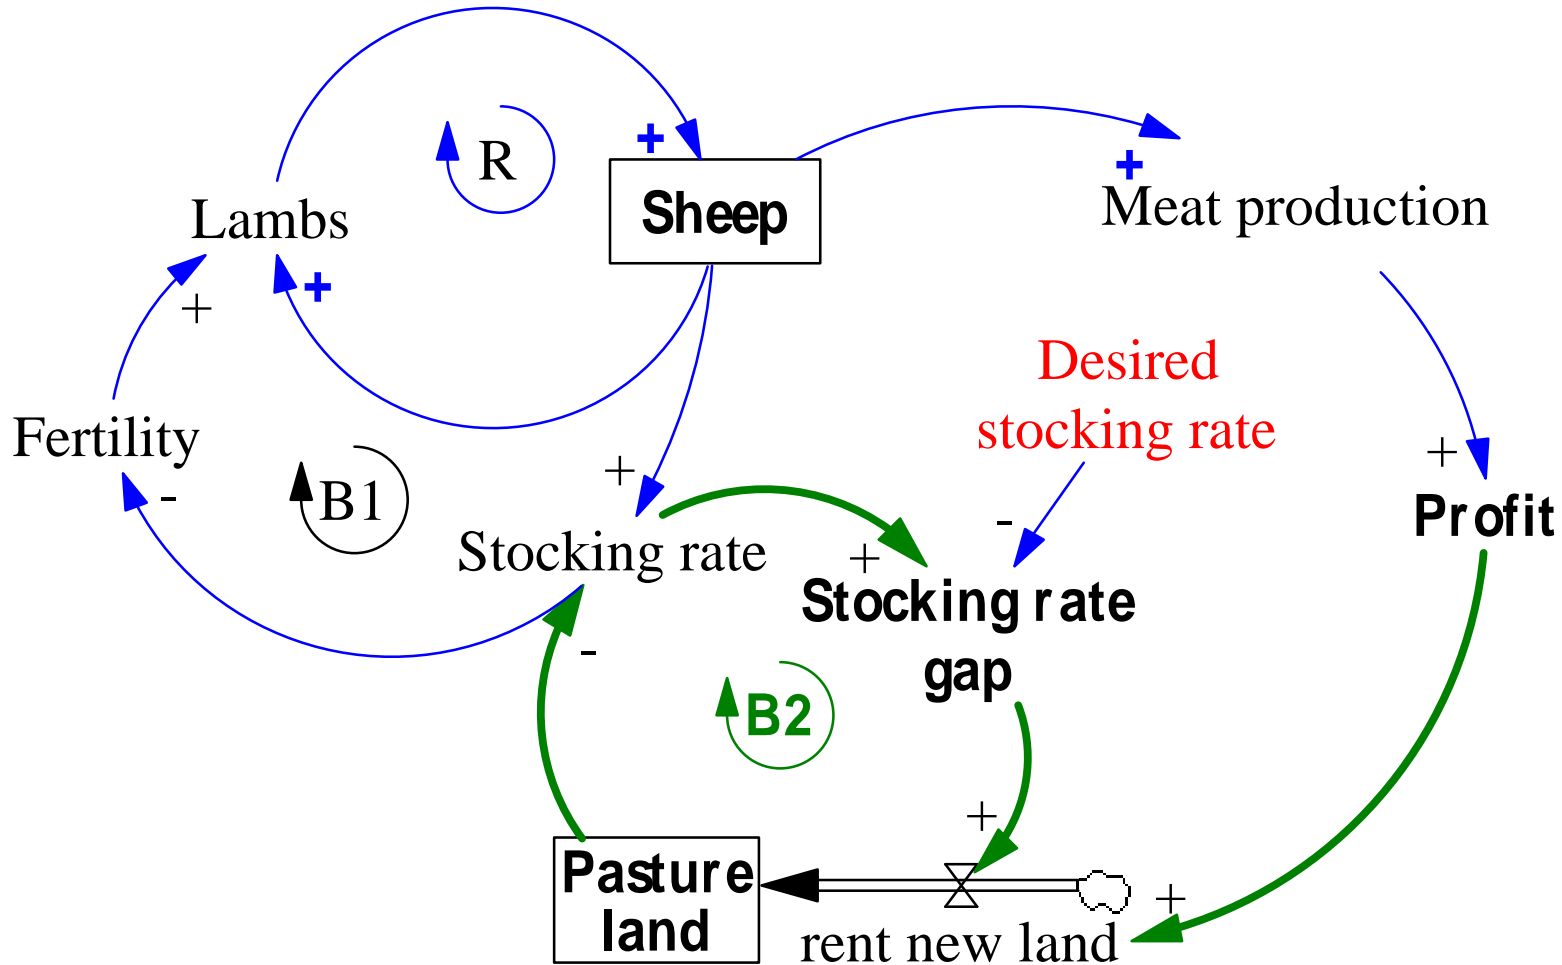 R
+
Sheep
+
Meat production
Lambs
+
+
Desired
stocking rate
Fertility
-
B1
+
Stocking rate
-
+
Stocking rate
gap
+
Profit
-
B2
+
Pasture
land
+
rent new land